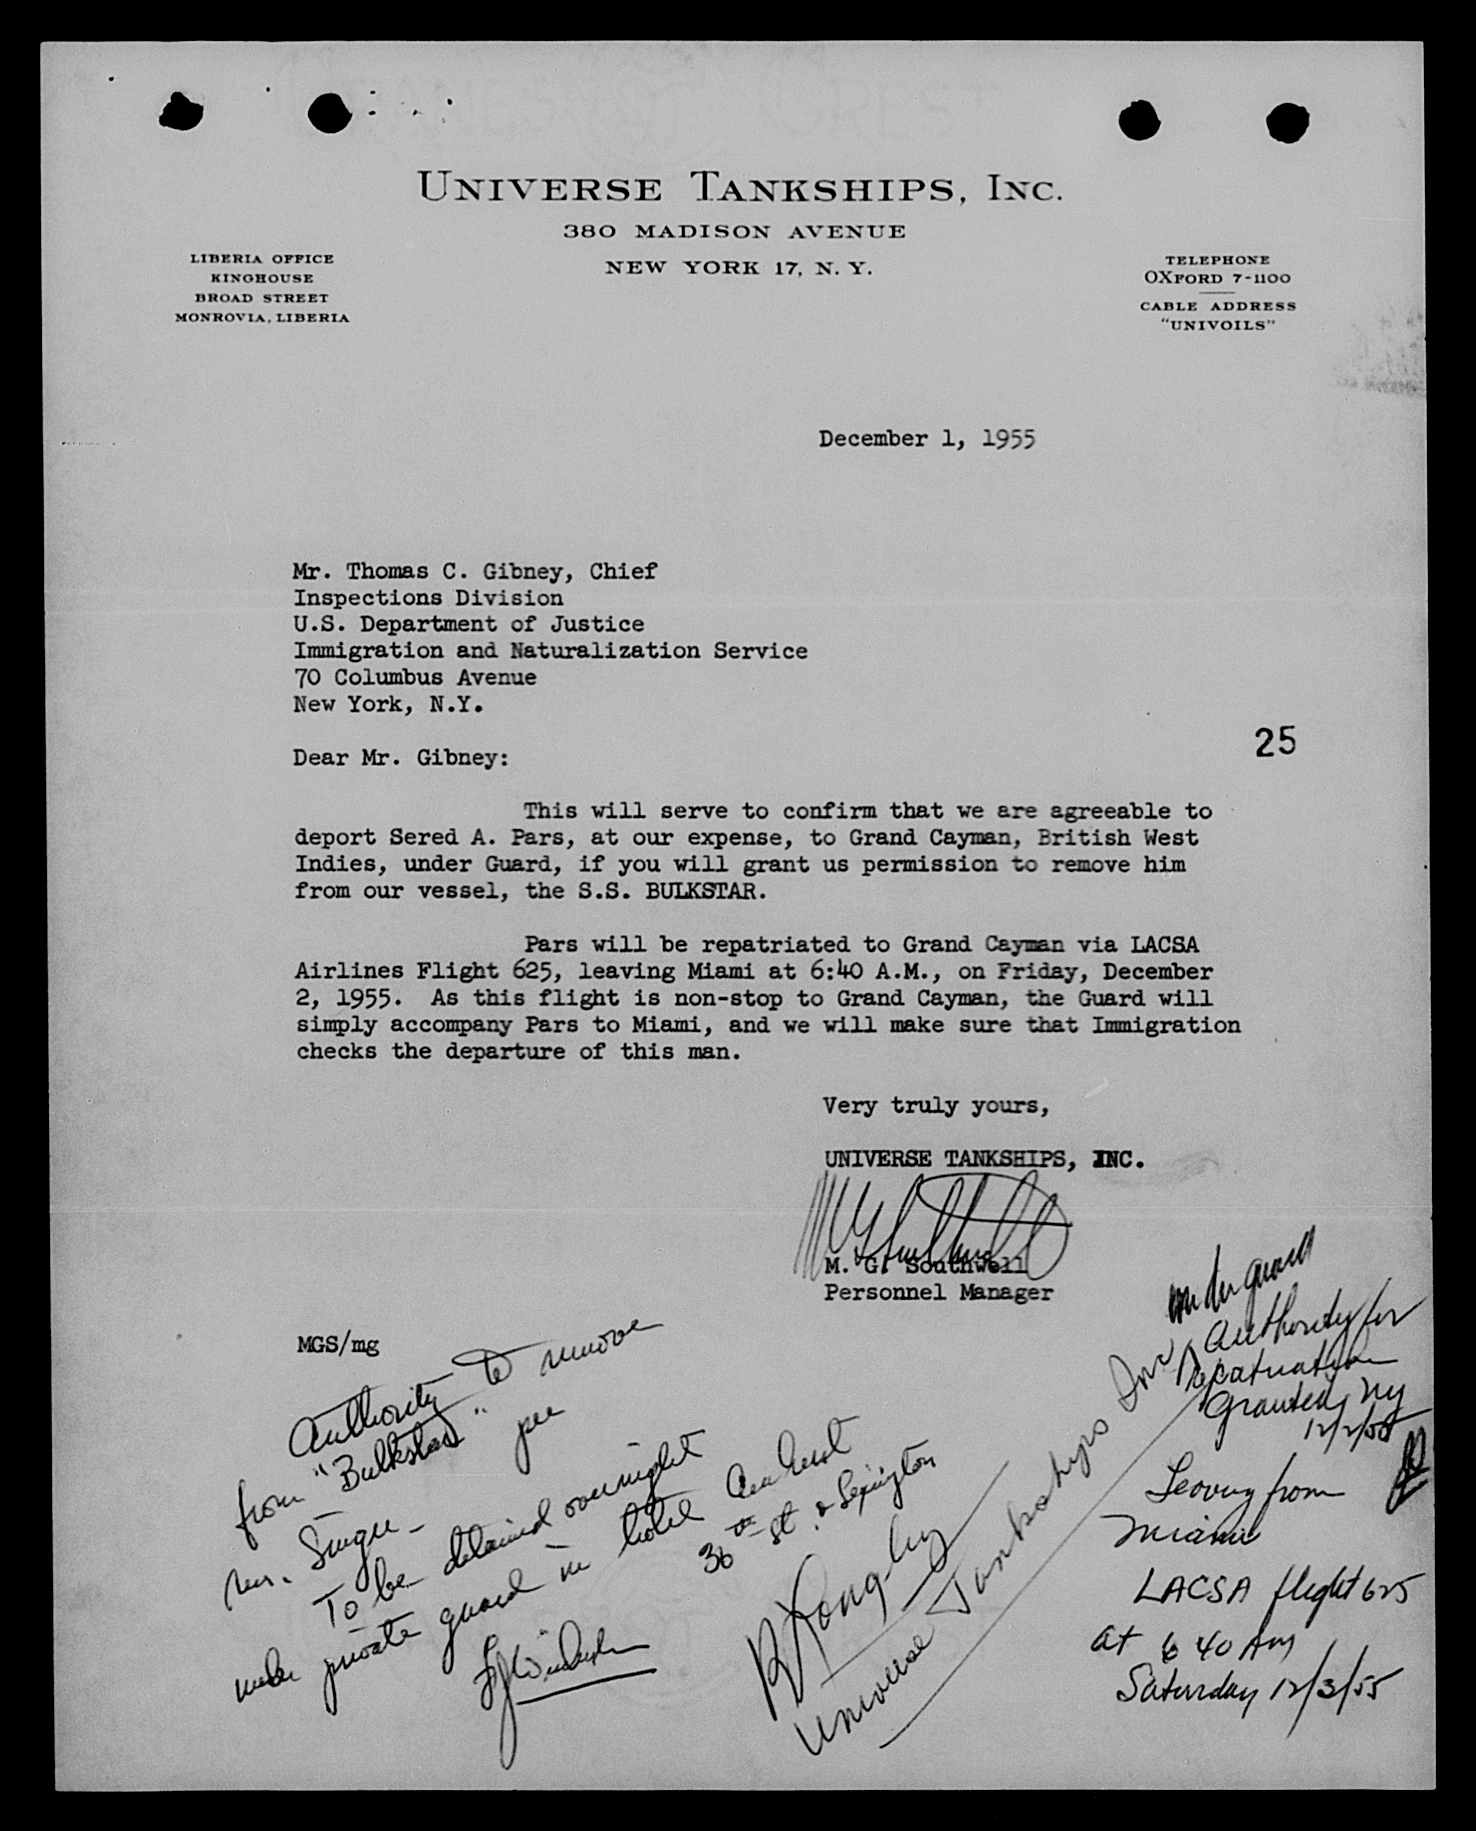 UNIVERSE TANKSHIPS, INC.
380 MADISON AVENUE
NEW YORK 17, N. Y.
LIBERIA OFFICE
KINGHOUSE
BROAD STREET
MONROVIA, LIBERIA
TELEPHONE
OXFORD 7-1100
CABLE ADDRESS
"UNIVOILS"
December 1, 1955
Mr. Thomas C. Gibney, Chief
Inspections Division
U.S. Department of Justice
Immigration and Naturalization Service
70 Columbus Avenue
New York, N.Y.
25
Dear Mr. Gibney:
This will serve to confirm that we are agreeable to
deport Sered A. Pars, at our expense, to Grand Cayman, British West
Indies, under Guard, if you will grant us permission to remove him
from our vessel, the S.S. BULKSTAR.
Pars will be repatriated to Grand Cayman via LACSA
Airlines Flight 625, leaving Miami at 6:40 A.M., on Friday, December
2, 1955. As this flight is non-stop to Grand Cayman, the Guard will
simply accompany Pars to Miami, and we will make sure that Immigration
checks the departure of this man.
Very truly yours,
UNIVERSE TANKSHIPS, INC.
M. G. Southwell
Personnel Manager
MGS/mg
Authority to remove
from "Bulkstar" per
To be detained overnight
under private guard in hotel
36th St. & Lexington
Universe Tankships Inc
under guard
Authority for
repatriation
Granted, NY
12/2/55
Leaving from
Miami
LACSA flight 625
at 6 40 Am
Saturday 12/3/55